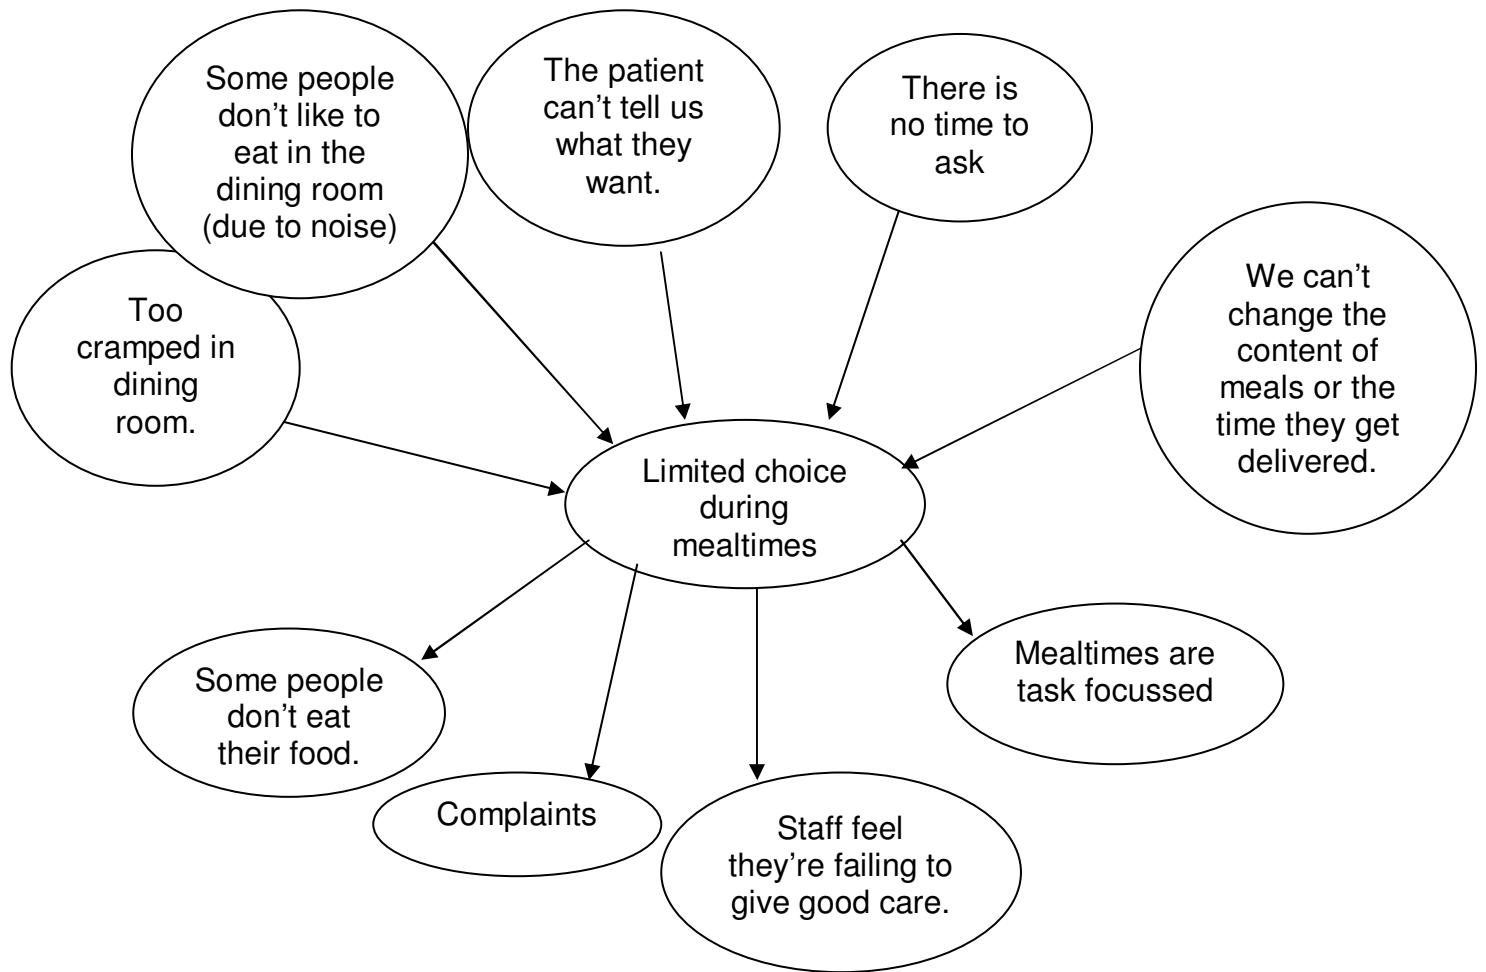 Some people
don’t like to
eat in the
dining room
(due to noise)
The patient
can’t tell us
what they
want.
There is
no time to
ask
We can’t
change the
content of
meals or the
time they get
delivered.
Too
cramped in
dining
room.
Limited choice
during
mealtimes
Some people
don’t eat
their food.
Complaints
Staff feel
they’re failing to
give good care.
Mealtimes are
task focussed